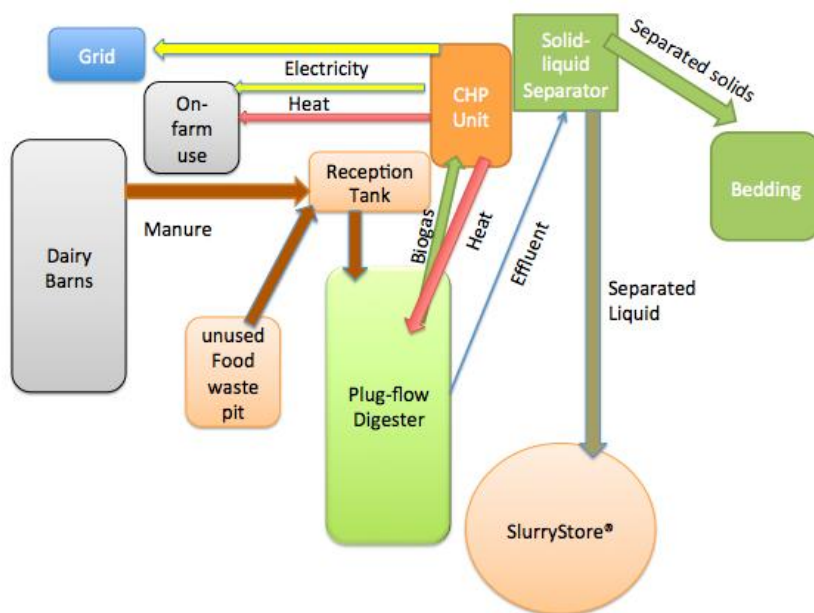 Grid
Electricity
Heat
On-
farm
use
CHP
Unit
Solid-
liquid
Separator
Separated solids
Bedding
Reception
Tank
Manure
Dairy
Barns
Biogas
Heat
Effluent
Separated
Liquid
unused
Food
waste
pit
Plug-flow
Digester
SlurryStore®